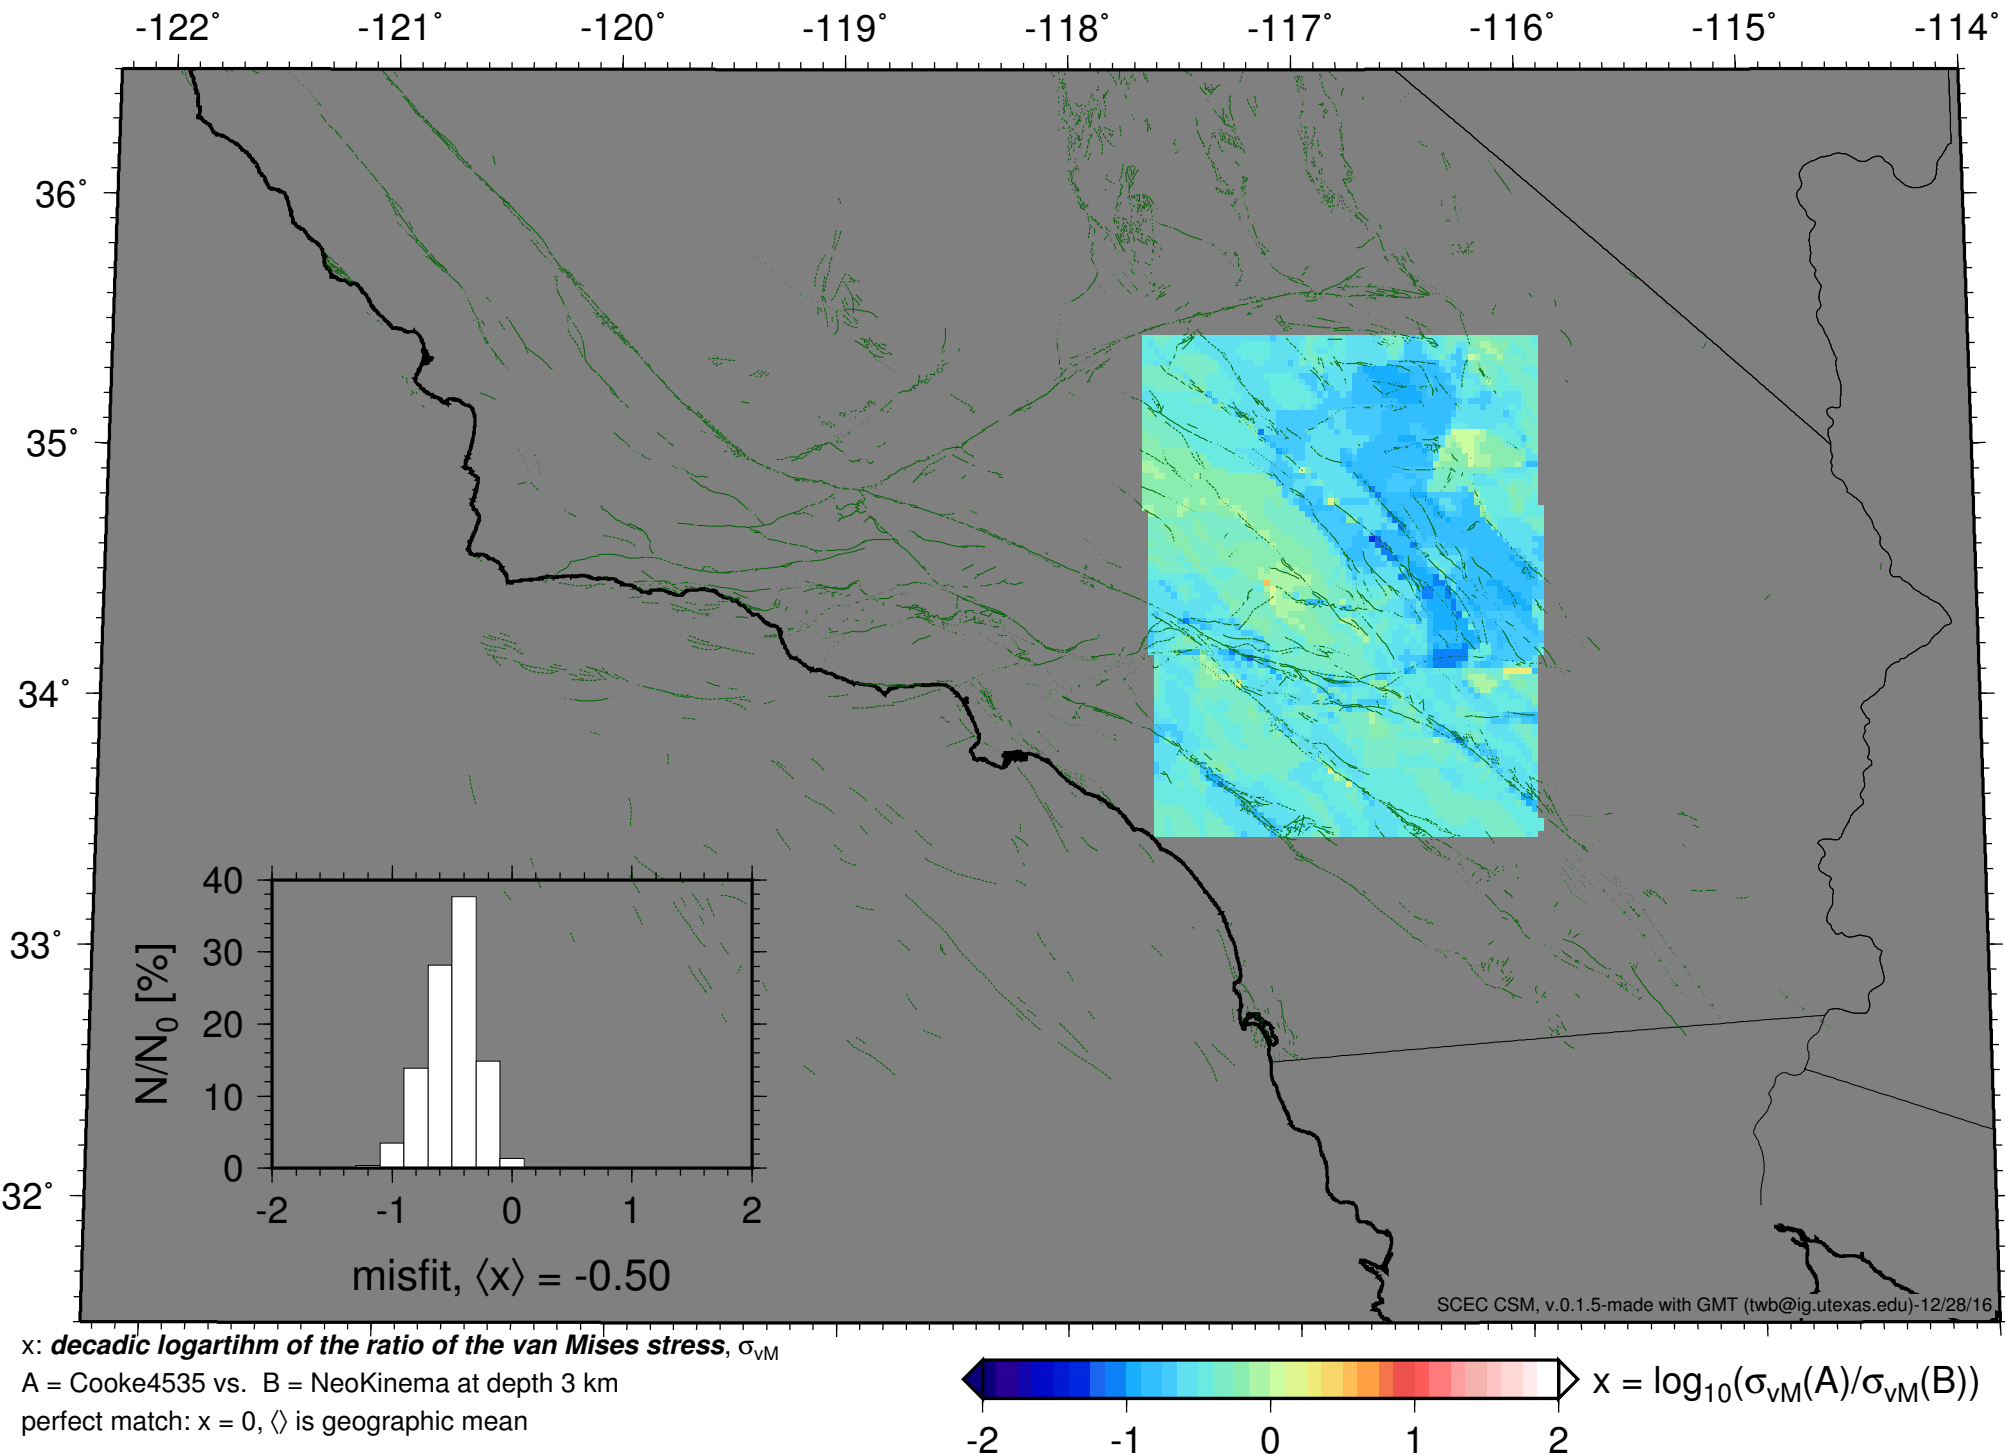 -122° -121° -120° -119° -118° -117° -116° -115° -114°
36°
35°
34°
33°
32°
40
30
20
10
0
N/N0 [%]
-2 -1 0 1 2
misfit, ⟨x⟩ = -0.50
SCEC CSM, v.0.1.5-made with GMT (twb@ig.utexas.edu)-12/28/16
x: decadic logartihm of the ratio of the van Mises stress, σvM
A = Cooke4535 vs. B = NeoKinema at depth 3 km
perfect match: x = 0, ⟨⟩ is geographic mean
x = log10(σvM(A)/σvM(B))
-2 -1 0 1 2